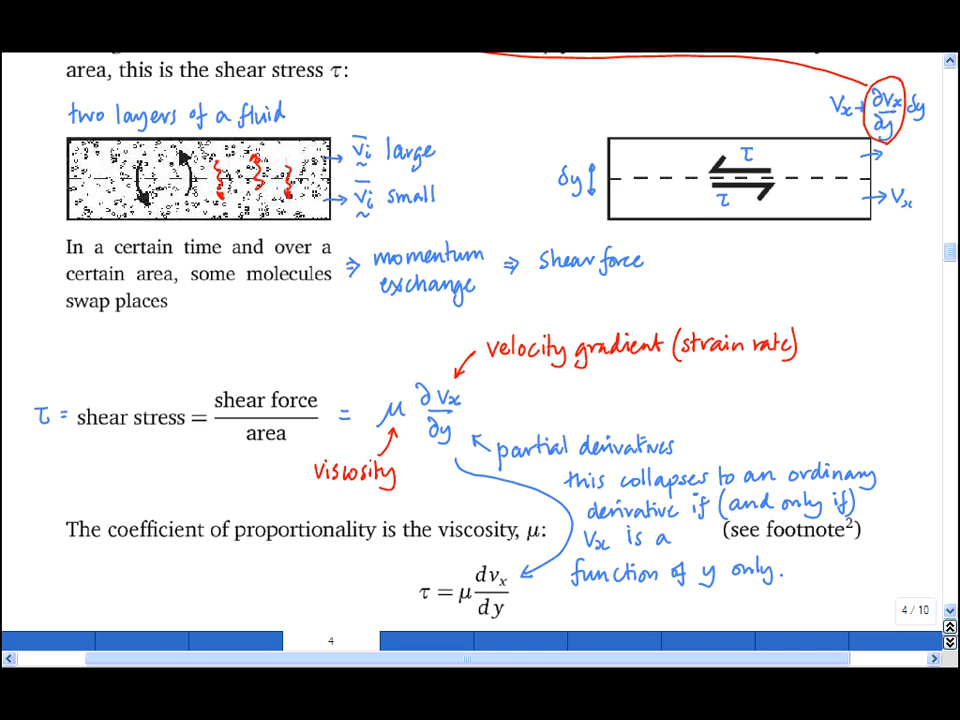 area, this is the shear stress τ:
two layers of a fluid
v̄i large
v̄i small
Vx + ∂Vx/∂y δy
τ
δy
τ
Vx
In a certain time and over a
certain area, some molecules
swap places
⇒ momentum exchange ⇒ shear force
velocity gradient (strain rate)
τ = shear stress = shear force / area = μ ∂Vx/∂y
viscosity
partial derivatives
this collapses to an ordinary
derivative if (and only if)
Vx is a
function of y only.
The coefficient of proportionality is the viscosity, μ:
(see footnote²)
τ = μ dvx/dy
4 / 10
4